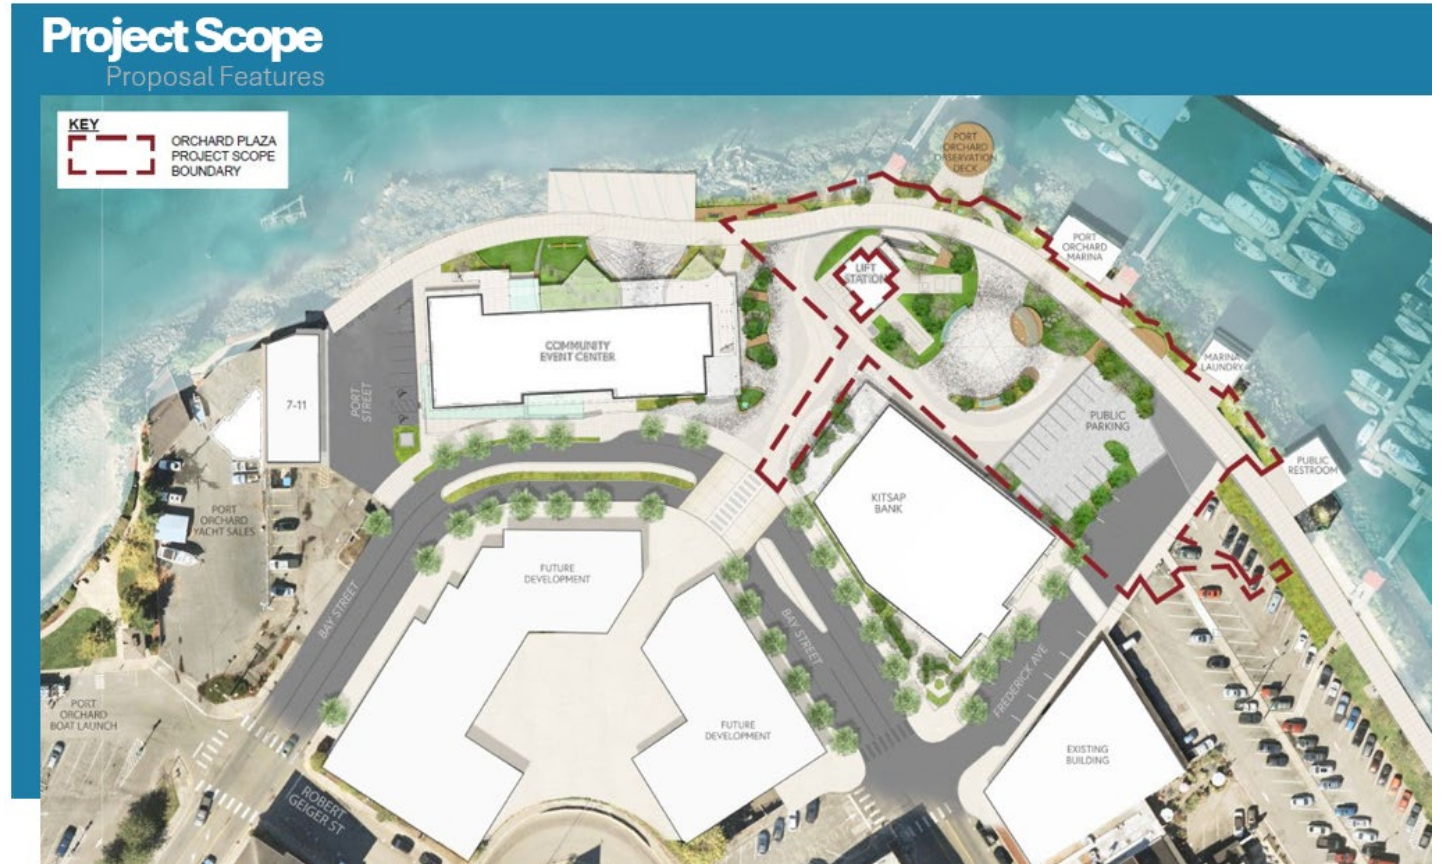 Project Scope
Proposal Features
KEY
ORCHARD PLAZA
PROJECT SCOPE
BOUNDARY
PORT
ORCHARD
OBSERVATION
DECK
PORT
ORCHARD
MARINA
LIFT
STATION
COMMUNITY
EVENT CENTER
MARINA
LAUNDRY
7-11
PORT
STREET
PUBLIC
PARKING
PUBLIC
RESTROOM
PORT
ORCHARD
YACHT SALES
KITSAP
BANK
FUTURE
DEVELOPMENT
BAY STREET
BAY STREET
FREDERICK AVE
PORT
ORCHARD
BOAT LAUNCH
FUTURE
DEVELOPMENT
EXISTING
BUILDING
ROBERT
GEIGER ST